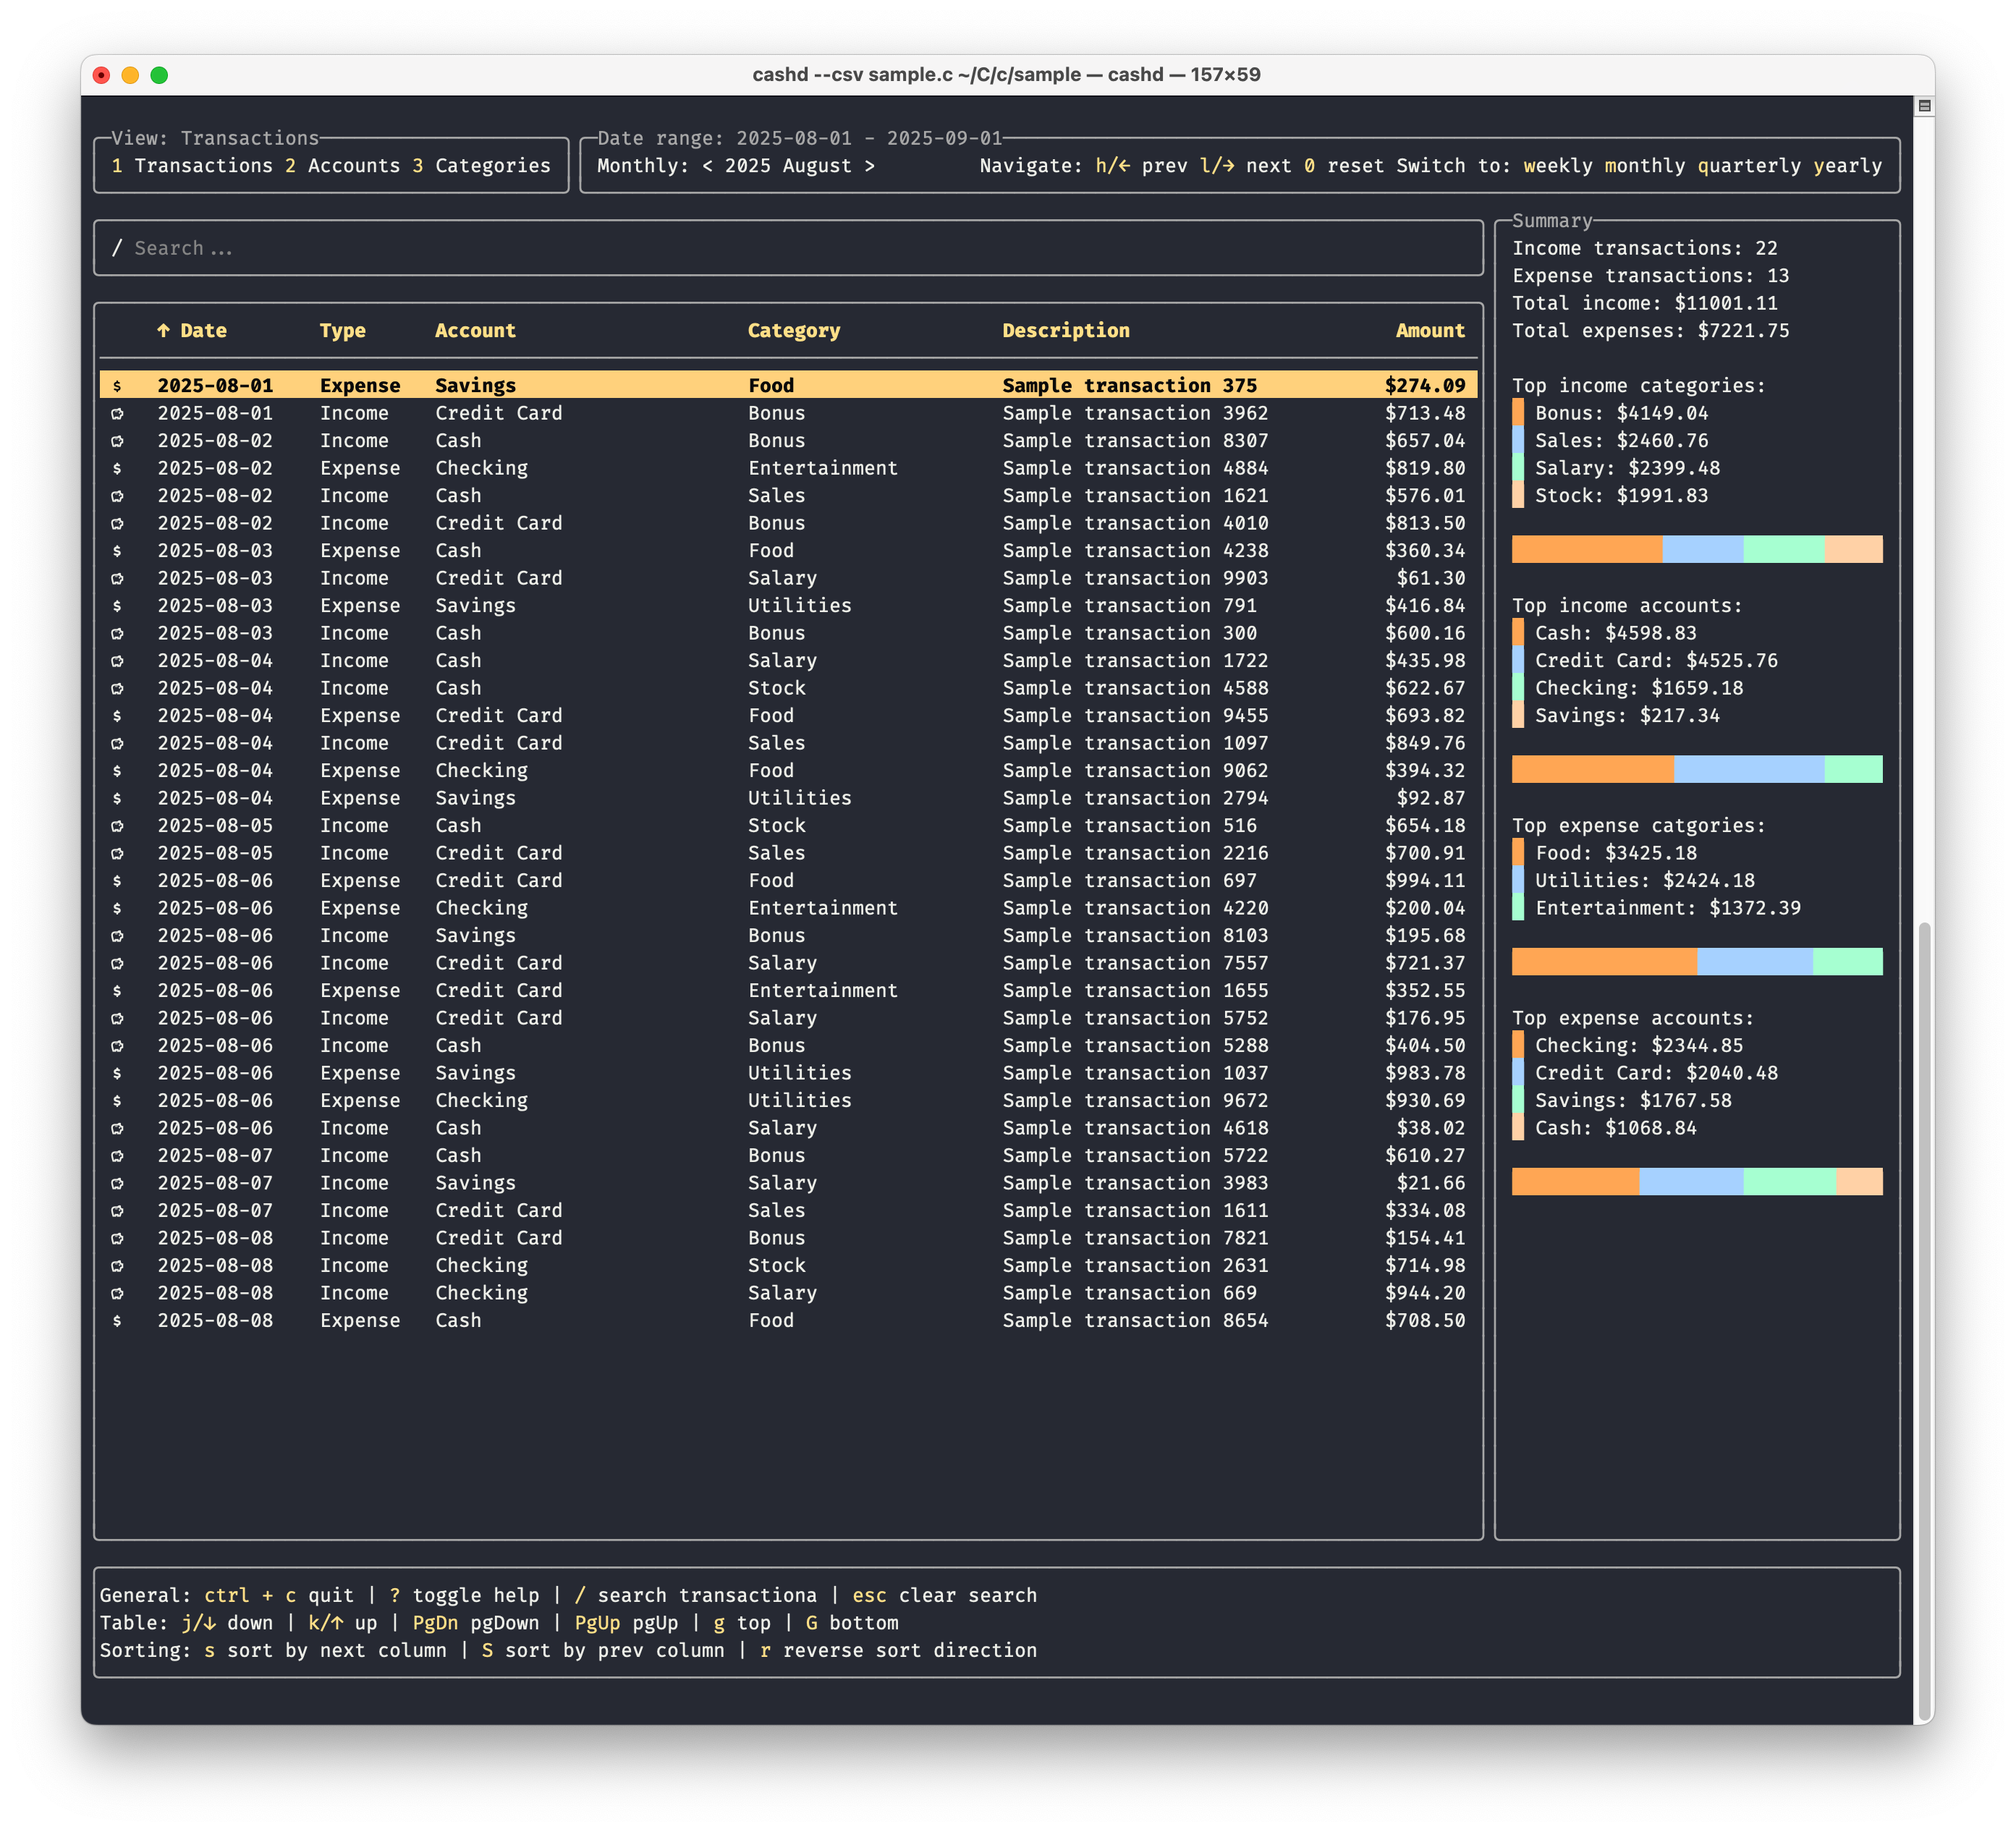 cashd --csv sample.c ~/C/c/sample — cashd — 157×59
View: Transactions
1 Transactions 2 Accounts 3 Categories
Date range: 2025-08-01 - 2025-09-01
Monthly: < 2025 August > Navigate: h/← prev l/→ next 0 reset Switch to: weekly monthly quarterly yearly
/ Search...
↑ Date Type Account Category Description Amount
$ 2025-08-01 Expense Savings Food Sample transaction 375 $274.09
2025-08-01 Income Credit Card Bonus Sample transaction 3962 $713.48
2025-08-02 Income Cash Bonus Sample transaction 8307 $657.04
$ 2025-08-02 Expense Checking Entertainment Sample transaction 4884 $819.80
2025-08-02 Income Cash Sales Sample transaction 1621 $576.01
2025-08-02 Income Credit Card Bonus Sample transaction 4010 $813.50
$ 2025-08-03 Expense Cash Food Sample transaction 4238 $360.34
2025-08-03 Income Credit Card Salary Sample transaction 9903 $61.30
$ 2025-08-03 Expense Savings Utilities Sample transaction 791 $416.84
2025-08-03 Income Cash Bonus Sample transaction 300 $600.16
2025-08-04 Income Cash Salary Sample transaction 1722 $435.98
2025-08-04 Income Cash Stock Sample transaction 4588 $622.67
$ 2025-08-04 Expense Credit Card Food Sample transaction 9455 $693.82
2025-08-04 Income Credit Card Sales Sample transaction 1097 $849.76
$ 2025-08-04 Expense Checking Food Sample transaction 9062 $394.32
$ 2025-08-04 Expense Savings Utilities Sample transaction 2794 $92.87
2025-08-05 Income Cash Stock Sample transaction 516 $654.18
2025-08-05 Income Credit Card Sales Sample transaction 2216 $700.91
$ 2025-08-06 Expense Credit Card Food Sample transaction 697 $994.11
$ 2025-08-06 Expense Checking Entertainment Sample transaction 4220 $200.04
2025-08-06 Income Savings Bonus Sample transaction 8103 $195.68
2025-08-06 Income Credit Card Salary Sample transaction 7557 $721.37
$ 2025-08-06 Expense Credit Card Entertainment Sample transaction 1655 $352.55
2025-08-06 Income Credit Card Salary Sample transaction 5752 $176.95
2025-08-06 Income Cash Bonus Sample transaction 5288 $404.50
$ 2025-08-06 Expense Savings Utilities Sample transaction 1037 $983.78
$ 2025-08-06 Expense Checking Utilities Sample transaction 9672 $930.69
2025-08-06 Income Cash Salary Sample transaction 4618 $38.02
2025-08-07 Income Cash Bonus Sample transaction 5722 $610.27
2025-08-07 Income Savings Salary Sample transaction 3983 $21.66
2025-08-07 Income Credit Card Sales Sample transaction 1611 $334.08
2025-08-08 Income Credit Card Bonus Sample transaction 7821 $154.41
2025-08-08 Income Checking Stock Sample transaction 2631 $714.98
2025-08-08 Income Checking Salary Sample transaction 669 $944.20
$ 2025-08-08 Expense Cash Food Sample transaction 8654 $708.50
Summary
Income transactions: 22
Expense transactions: 13
Total income: $11001.11
Total expenses: $7221.75
Top income categories:
Bonus: $4149.04
Sales: $2460.76
Salary: $2399.48
Stock: $1991.83
Top income accounts:
Cash: $4598.83
Credit Card: $4525.76
Checking: $1659.18
Savings: $217.34
Top expense catgories:
Food: $3425.18
Utilities: $2424.18
Entertainment: $1372.39
Top expense accounts:
Checking: $2344.85
Credit Card: $2040.48
Savings: $1767.58
Cash: $1068.84
General: ctrl + c quit | ? toggle help | / search transactiona | esc clear search
Table: j/↓ down | k/↑ up | PgDn pgDown | PgUp pgUp | g top | G bottom
Sorting: s sort by next column | S sort by prev column | r reverse sort direction